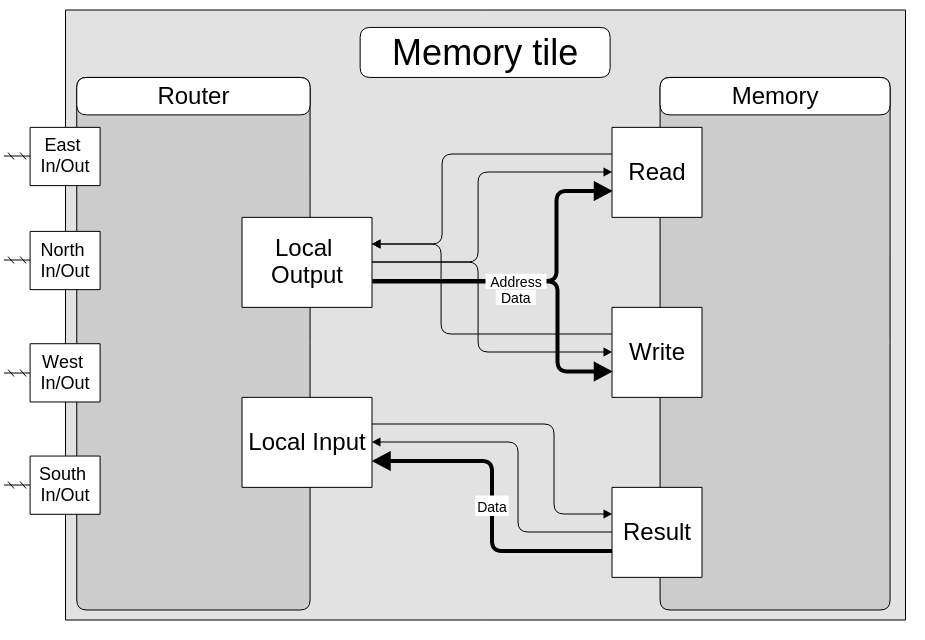 Memory tile
Router
Memory
East
In/Out
North
In/Out
West
In/Out
South
In/Out
Local
Output
Local Input
Address
Data
Data
Read
Write
Result